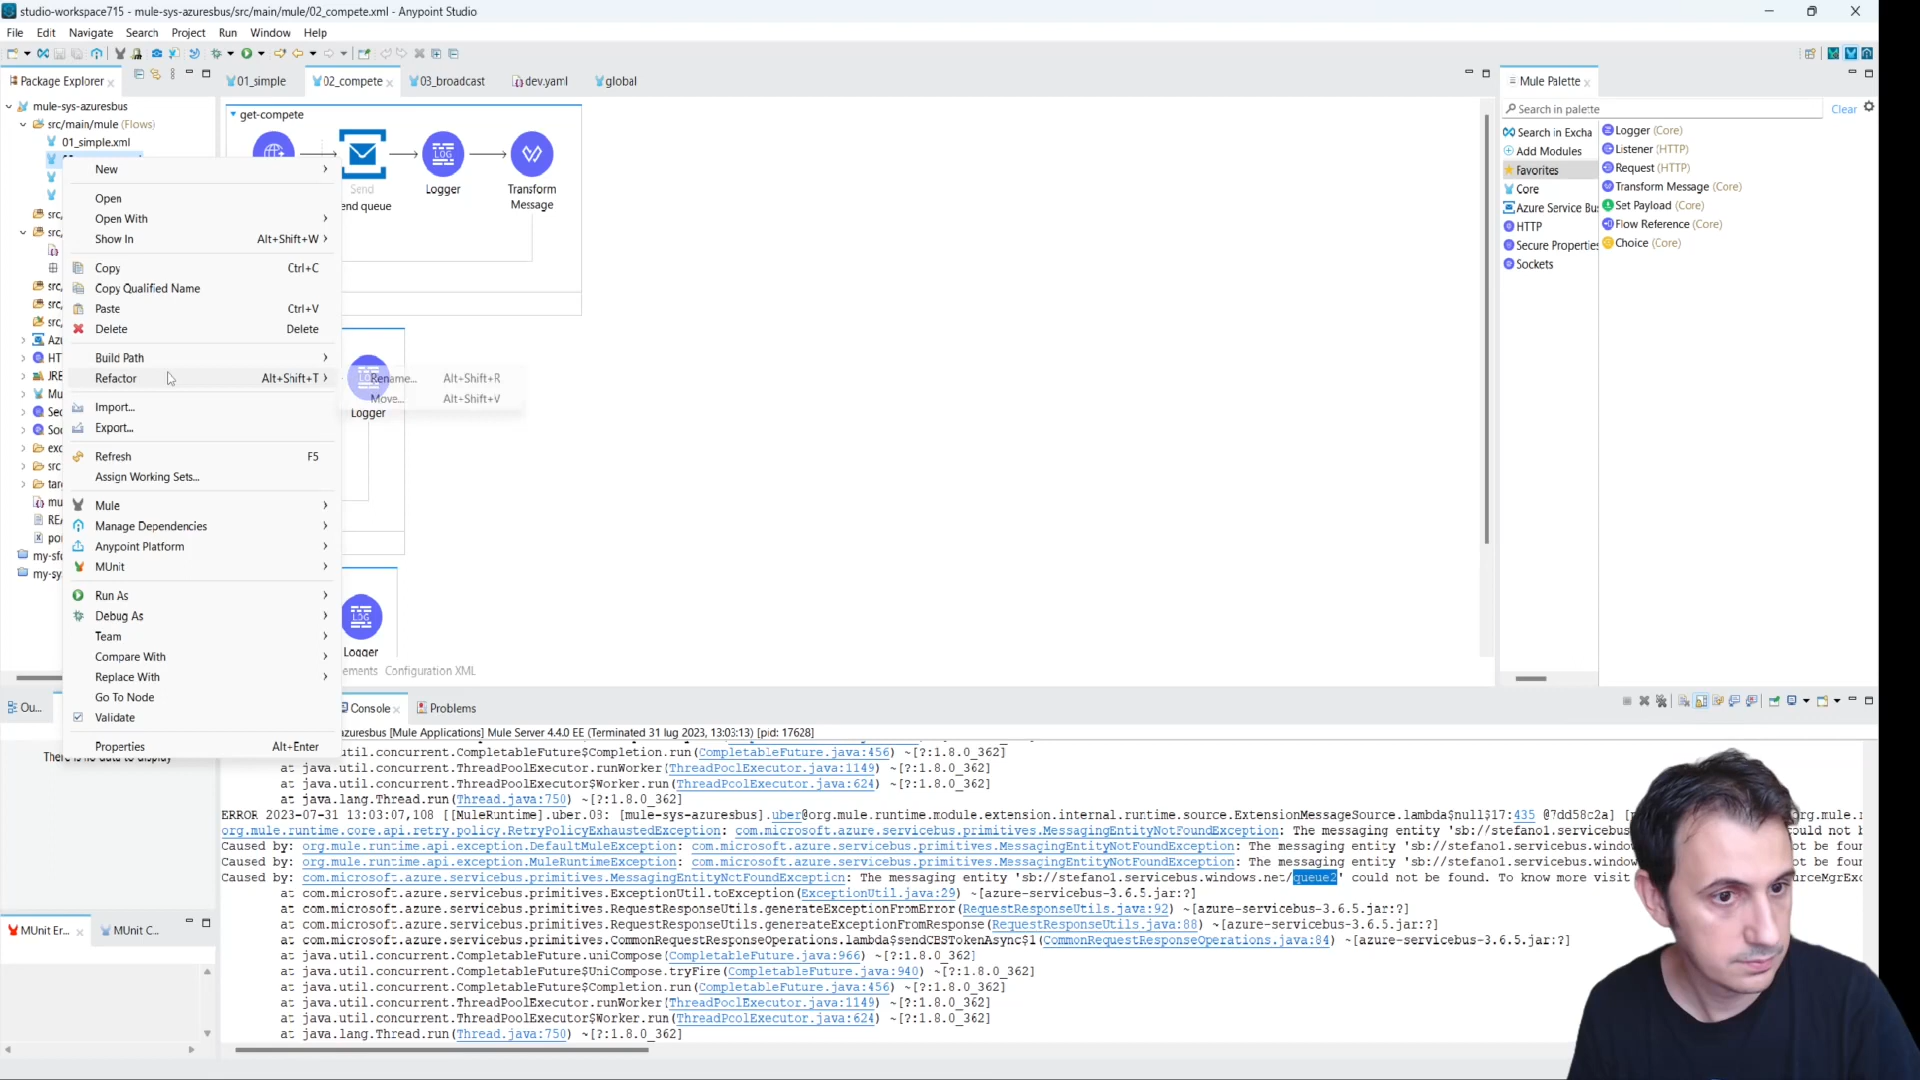 studio-workspace715 - mule-sys-azuresbus/src/main/mule/02_compete.xml - Anypoint Studio
File Edit Navigate Search Project Run Window Help
Package Explorer
01_simple
02_compete
03_broadcast
dev.yaml
global
Mule Palette
mule-sys-azuresbus
get-compete
Search in palette
Clear
src/main/mule (Flows)
01_simple.xml
New
Open
Open With
Show In Alt+Shift+W
Copy Ctrl+C
Copy Qualified Name
Paste Ctrl+V
Delete Delete
Build Path
Refactor Alt+Shift+T
Rename... Alt+Shift+R
Move... Alt+Shift+V
Import...
Export...
Refresh F5
Assign Working Sets...
Mule
Manage Dependencies
Anypoint Platform
MUnit
Run As
Debug As
Team
Compare With
Replace With
Go To Node
Validate
Properties Alt+Enter
Send
LOG
Logger
Transform
Message
Logger
LOG
Logger
Configuration XML
Search in Excha
Add Modules
Favorites
Core
Azure Service Bu
HTTP
Secure Properties
Sockets
Logger (Core)
Listener (HTTP)
Request (HTTP)
Transform Message (Core)
Set Payload (Core)
Flow Reference (Core)
Choice (Core)
Ou...
Console
Problems
azuresbus [Mule Applications] Mule Server 4.4.0 EE (Terminated 31 lug 2023, 13:03:13) [pid: 17628]
util.concurrent.CompletableFuture$Completion.run(CompletableFuture.java:456) ~[?:1.8.0_362]
at java.util.concurrent.ThreadPoolExecutor.runWorker(ThreadPoolExecutor.java:1149) ~[?:1.8.0_362]
at java.util.concurrent.ThreadPoolExecutor$Worker.run(ThreadPoolExecutor.java:624) ~[?:1.8.0_362]
at java.lang.Thread.run(Thread.java:750) ~[?:1.8.0_362]
ERROR 2023-07-31 13:03:07,108 [[MuleRuntime].uber.08: [mule-sys-azuresbus].uber@org.mule.runtime.module.extension.internal.runtime.source.ExtensionMessageSource.lambda$null$17:435 @7dd58c2a]
org.mule.runtime.core.api.retry.policy.RetryPolicyExhaustedException: com.microsoft.azure.servicebus.primitives.MessagingEntityNotFoundException: The messaging entity 'sb://stefano1.servicebus
Caused by: org.mule.runtime.api.exception.DefaultMuleException: com.microsoft.azure.servicebus.primitives.MessagingEntityNotFoundException: The messaging entity 'sb://stefano1.servicebus.window
Caused by: org.mule.runtime.api.exception.MuleRuntimeException: com.microsoft.azure.servicebus.primitives.MessagingEntityNotFoundException: The messaging entity 'sb://stefano1.servicebus.window
Caused by: com.microsoft.azure.servicebus.primitives.MessagingEntityNotFoundException: The messaging entity 'sb://stefano1.servicebus.windows.net/queue2' could not be found. To know more visit
at com.microsoft.azure.servicebus.primitives.ExceptionUtil.toException(ExceptionUtil.java:29) ~[azure-servicebus-3.6.5.jar:?]
at com.microsoft.azure.servicebus.primitives.RequestResponseUtils.generateExceptionFromError(RequestResponseUtils.java:92) ~[azure-servicebus-3.6.5.jar:?]
at com.microsoft.azure.servicebus.primitives.RequestResponseUtils.genereateExceptionFromResponse(RequestResponseUtils.java:88) ~[azure-servicebus-3.6.5.jar:?]
at com.microsoft.azure.servicebus.primitives.CommonRequestResponseOperations.lambda$sendCBSTokenAsync$1(CommonRequestResponseOperations.java:84) ~[azure-servicebus-3.6.5.jar:?]
at java.util.concurrent.CompletableFuture.uniCompose(CompletableFuture.java:966) ~[?:1.8.0_362]
at java.util.concurrent.CompletableFuture$UniCompose.tryFire(CompletableFuture.java:940) ~[?:1.8.0_362]
at java.util.concurrent.CompletableFuture$Completion.run(CompletableFuture.java:456) ~[?:1.8.0_362]
at java.util.concurrent.ThreadPoolExecutor.runWorker(ThreadPoolExecutor.java:1149) ~[?:1.8.0_362]
at java.util.concurrent.ThreadPoolExecutor$Worker.run(ThreadPoolExecutor.java:624) ~[?:1.8.0_362]
at java.lang.Thread.run(Thread.java:750) ~[?:1.8.0_362]
MUnit Er...
MUnit C...